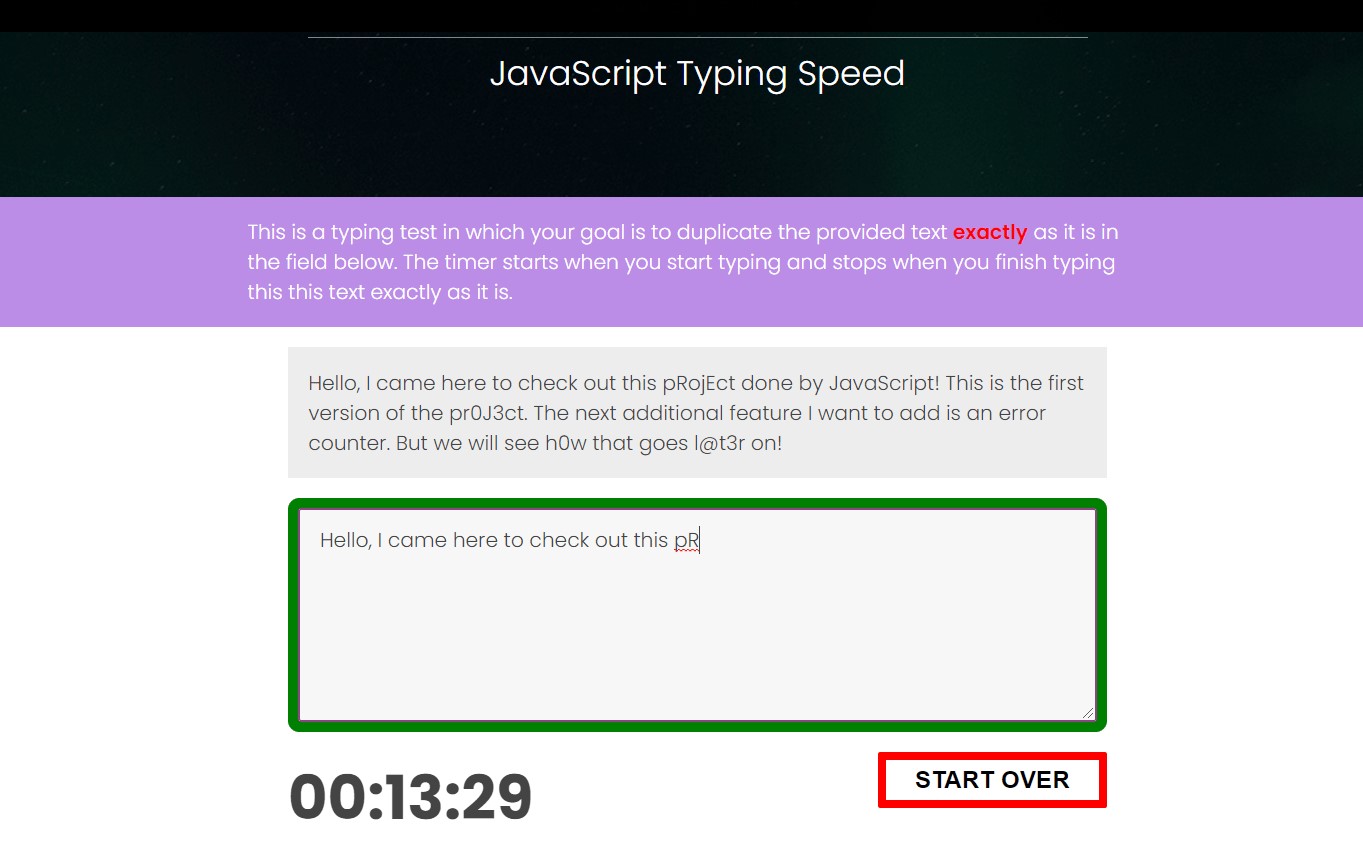 JavaScript Typing Speed
This is a typing test in which your goal is to duplicate the provided text exactly as it is in
the field below. The timer starts when you start typing and stops when you finish typing
this this text exactly as it is.
Hello, I came here to check out this pRojEct done by JavaScript! This is the first
version of the pr0J3ct. The next additional feature I want to add is an error
counter. But we will see h0w that goes l@t3r on!
Hello, I came here to check out this pR
00:13:29
START OVER